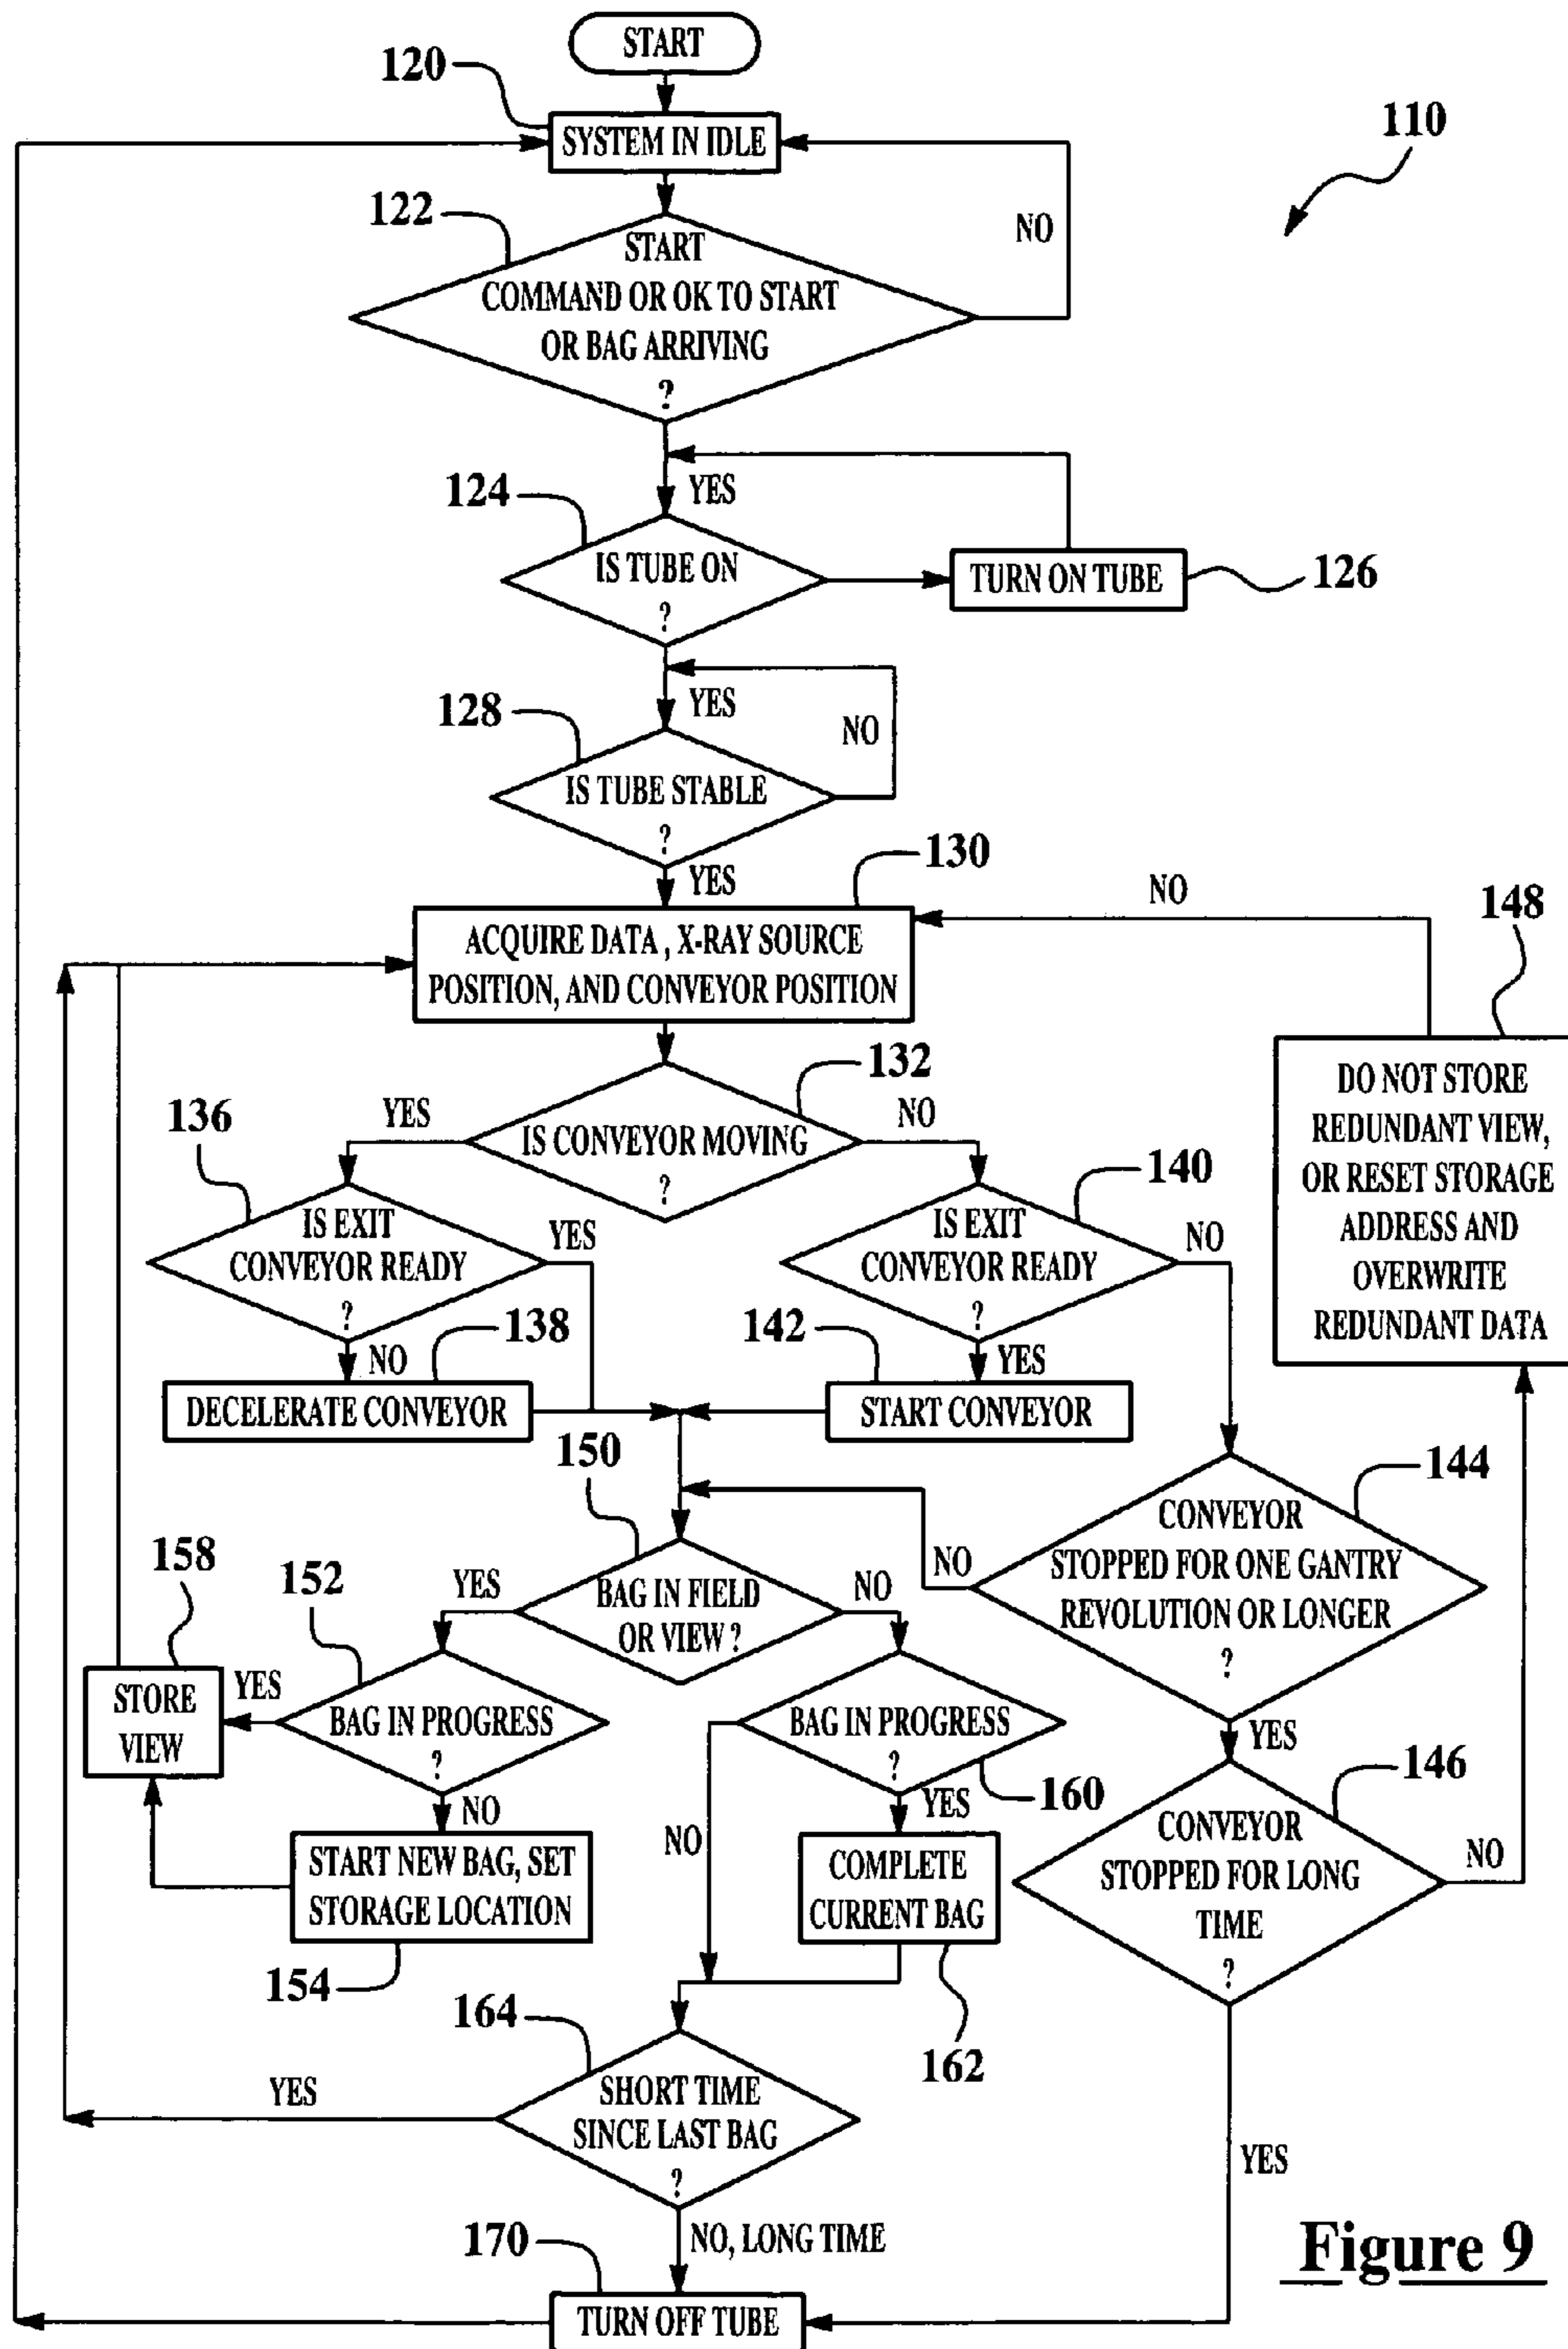 START
120
SYSTEM IN IDLE
110
122
START
COMMAND OR OK TO START
OR BAG ARRIVING
?
NO
YES
124
IS TUBE ON
?
TURN ON TUBE
126
YES
128
NO
IS TUBE STABLE
?
YES
130
NO
148
ACQUIRE DATA , X-RAY SOURCE
POSITION, AND CONVEYOR POSITION
132
YES
NO
IS CONVEYOR MOVING
?
DO NOT STORE
REDUNDANT VIEW,
OR RESET STORAGE
ADDRESS AND
OVERWRITE
REDUNDANT DATA
136
IS EXIT
CONVEYOR READY
?
YES
NO
138
DECELERATE CONVEYOR
140
IS EXIT
CONVEYOR READY
?
NO
142
YES
START CONVEYOR
150
144
CONVEYOR
STOPPED FOR ONE GANTRY
REVOLUTION OR LONGER
?
NO
YES
YES
BAG IN FIELD
OR VIEW ?
NO
158
152
STORE
VIEW
YES
BAG IN PROGRESS
?
NO
BAG IN PROGRESS
?
160
YES
NO
146
CONVEYOR
STOPPED FOR LONG
TIME
?
NO
START NEW BAG, SET
STORAGE LOCATION
154
COMPLETE
CURRENT BAG
162
164
YES
SHORT TIME
SINCE LAST BAG
?
YES
NO, LONG TIME
170
TURN OFF TUBE
Figure 9